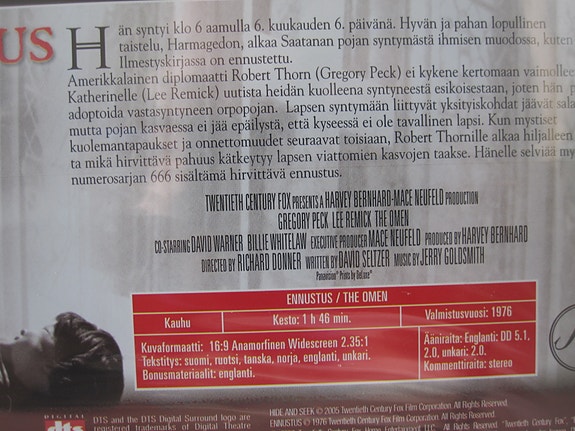 US
Hän syntyi klo 6 aamulla 6. kuukauden 6. päivänä. Hyvän ja pahan lopullinen
taistelu, Harmagedon, alkaa Saatanan pojan syntymästä ihmisen muodossa, kuten
Ilmestyskirjassa on ennustettu.
Amerikkalainen diplomaatti Robert Thorn (Gregory Peck) ei kykene kertomaan vaimolleen
Katherinelle (Lee Remick) uutista heidän kuolleena syntyneestä esikoisestaan, joten hän
adoptoida vastasyntyneen orpopojan. Lapsen syntymään liittyvät yksityiskohdat jäävät
mutta pojan kasvaessa ei jää epäilystä, että kyseessä ei ole tavallinen lapsi. Kun mystiset
kuolemantapaukset ja onnettomuudet seuraavat toisiaan, Robert Thornille alkaa hiljalleen
ta mikä hirvittävä pahuus kätkeytyy lapsen viattomien kasvojen taakse. Hänelle selviää
numerosarjan 666 sisältämä hirvittävä ennustus.
TWENTIETH CENTURY FOX PRESENTS A HARVEY BERNHARD-MACE NEUFELD PRODUCTION
GREGORY PECK LEE REMICK THE OMEN
CO-STARRING DAVID WARNER BILLIE WHITELAW EXECUTIVE PRODUCER MACE NEUFELD PRODUCED BY HARVEY BERNHARD
DIRECTED BY RICHARD DONNER WRITTEN BY DAVID SELTZER MUSIC BY JERRY GOLDSMITH
Panavision® Prints by DeLuxe®
ENNUSTUS / THE OMEN
Kauhu Kesto: 1 h 46 min. Valmistusvuosi: 1976
Kuvaformaatti: 16:9 Anamorfinen Widescreen 2.35:1
Tekstitys: suomi, ruotsi, tanska, norja, englanti, unkari.
Bonusmateriaalit: englanti.
Ääniraita: Englanti: DD 5.1,
2.0, unkari: 2.0.
Kommenttiraita: stereo
DIGITAL
dts
DTS and the DTS Digital Surround logo are
registered trademarks of Digital Theatre
HIDE AND SEEK © 2005 Twentieth Century Fox Film Corporation. All Rights Reserved.
ENNUSTUS © 1976 Twentieth Century Fox Film Corporation. All Rights Reserved.